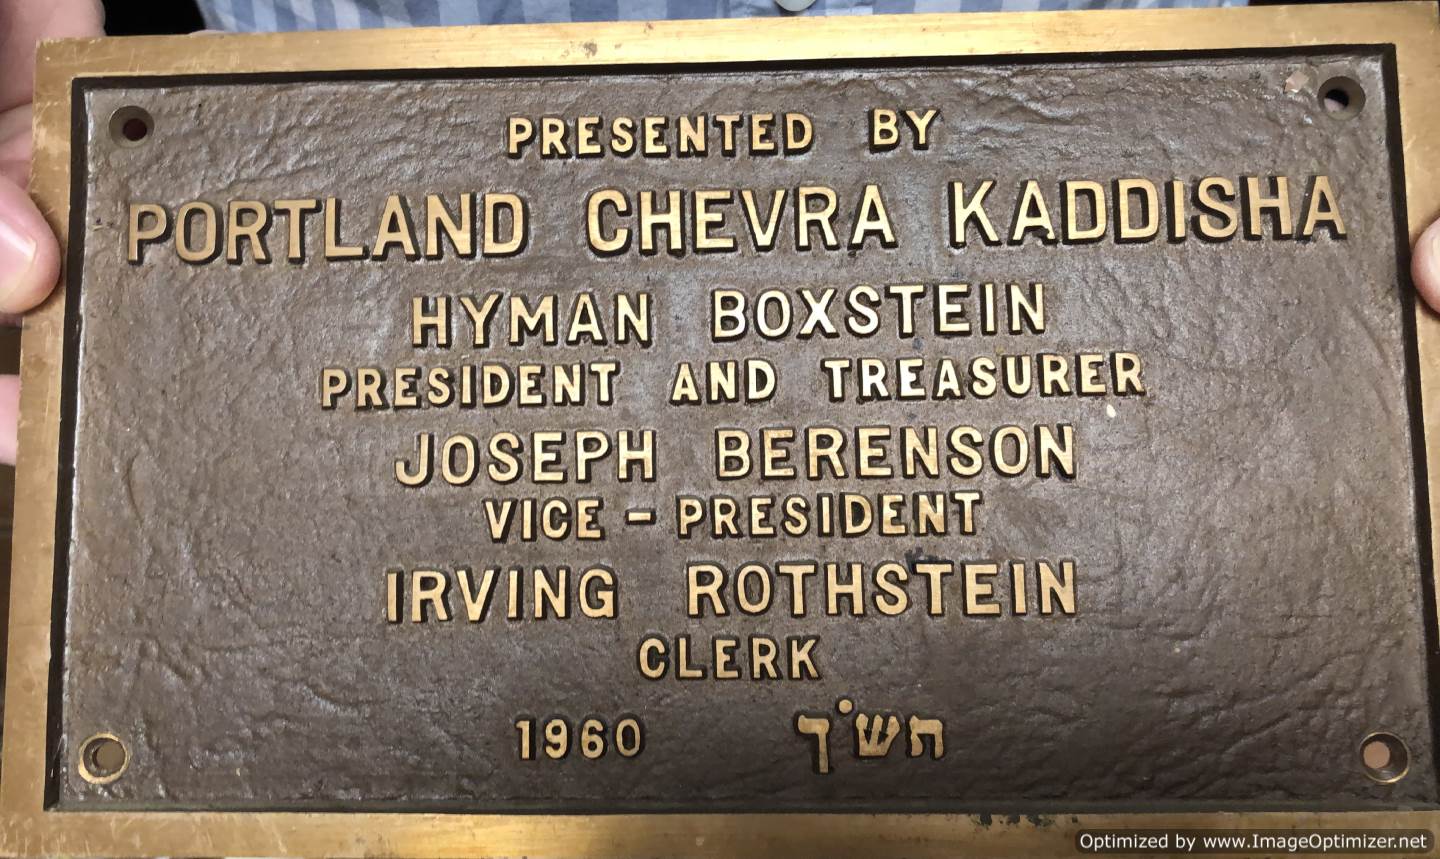 PRESENTED BY
PORTLAND CHEVRA KADDISHA
HYMAN BOXSTEIN
PRESIDENT AND TREASURER
JOSEPH BERENSON
VICE - PRESIDENT
IRVING ROTHSTEIN
CLERK
1960 תש'ך
Optimized by www.ImageOptimizer.net